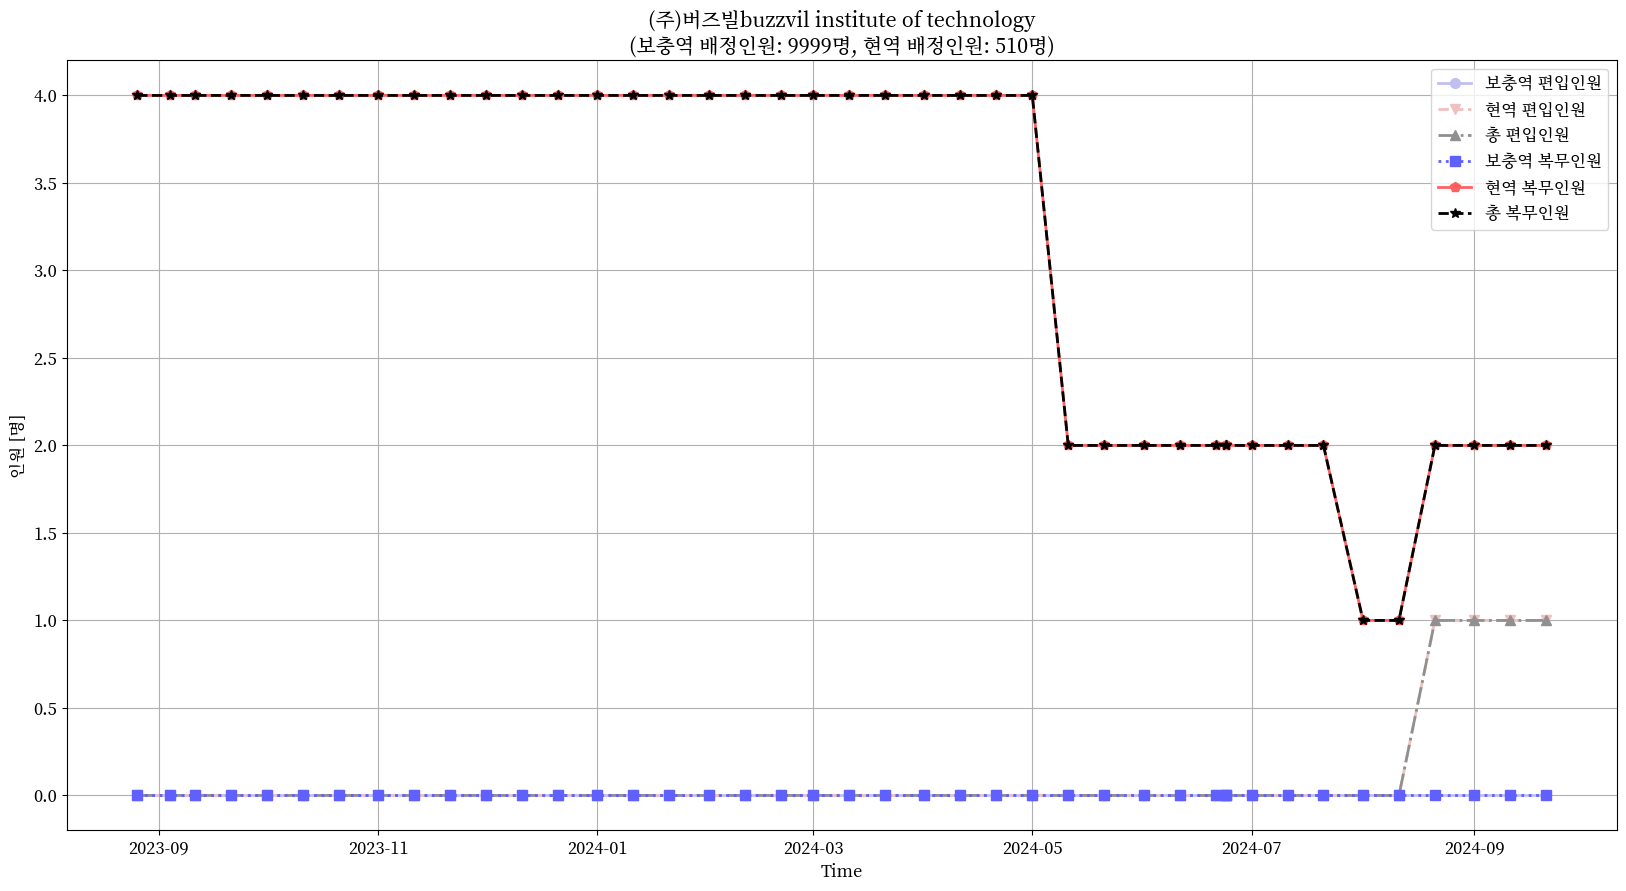 (주)버즈빌buzzvil institute of technology
(보충역 배정인원: 9999명, 현역 배정인원: 510명)
보충역 편입인원
현역 편입인원
총 편입인원
보충역 복무인원
현역 복무인원
총 복무인원
4.0
3.5
3.0
2.5
2.0
1.5
1.0
0.5
0.0
인원 [명]
2023-09
2023-11
2024-01
2024-03
2024-05
2024-07
2024-09
Time